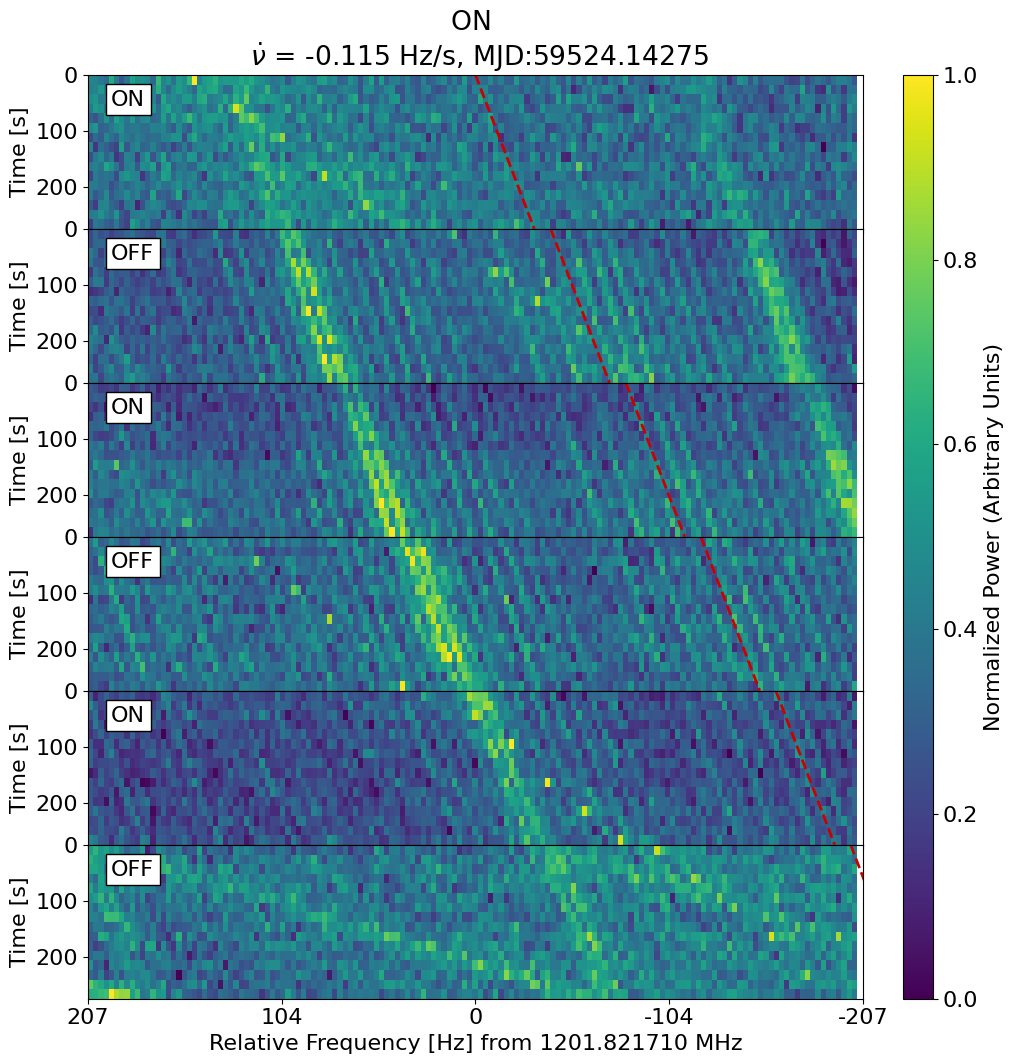 ON
ν̇ = -0.115 Hz/s, MJD:59524.14275
0
ON
100
Time [s]
200
0
OFF
100
Time [s]
200
0
ON
100
Time [s]
200
0
OFF
100
Time [s]
200
0
ON
100
Time [s]
200
0
OFF
100
Time [s]
200
207 104 0 -104 -207
Relative Frequency [Hz] from 1201.821710 MHz
1.0
0.8
0.6
0.4
0.2
0.0
Normalized Power (Arbitrary Units)